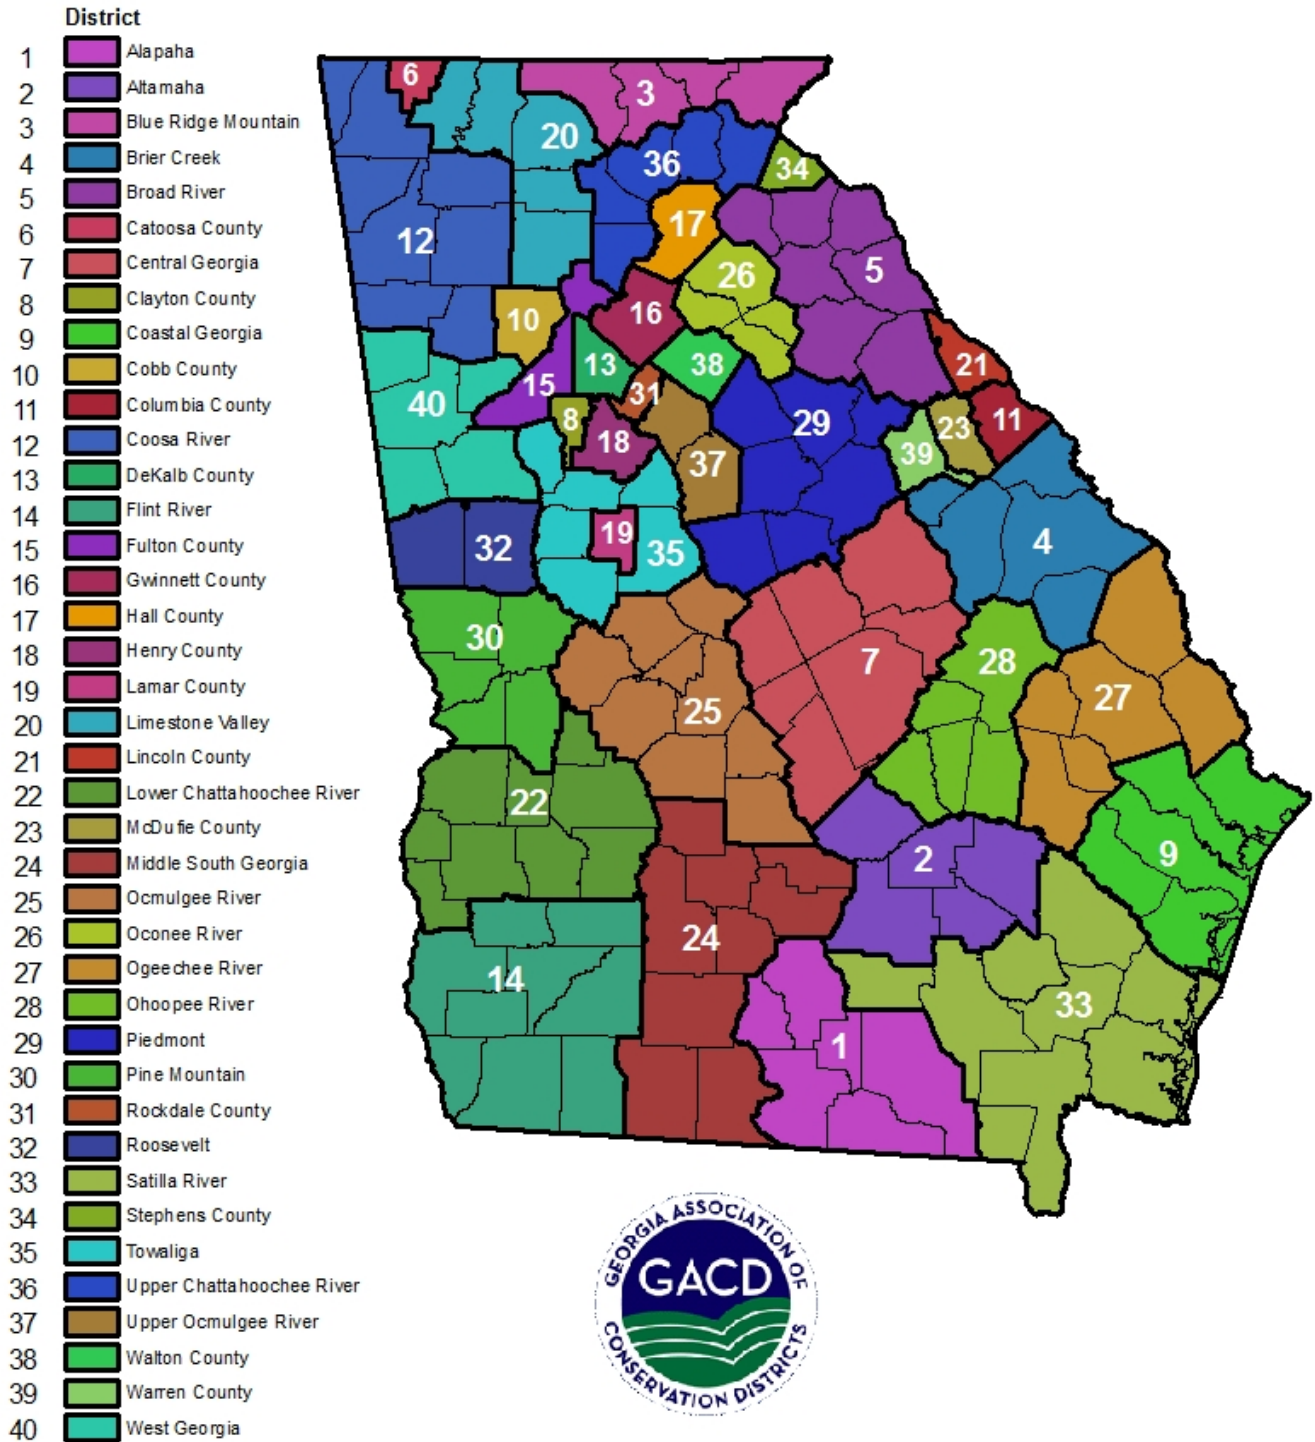 District
1 Alapaha
2 Altamaha
3 Blue Ridge Mountain
4 Brier Creek
5 Broad River
6 Catoosa County
7 Central Georgia
8 Clayton County
9 Coastal Georgia
10 Cobb County
11 Columbia County
12 Coosa River
13 DeKalb County
14 Flint River
15 Fulton County
16 Gwinnett County
17 Hall County
18 Henry County
19 Lamar County
20 Limestone Valley
21 Lincoln County
22 Lower Chattahoochee River
23 McDufie County
24 Middle South Georgia
25 Ocmulgee River
26 Oconee River
27 Ogeechee River
28 Ohoopee River
29 Piedmont
30 Pine Mountain
31 Rockdale County
32 Roosevelt
33 Satilla River
34 Stephens County
35 Towaliga
36 Upper Chattahoochee River
37 Upper Ocmulgee River
38 Walton County
39 Warren County
40 West Georgia
6
3
20
36
34
17
12
26
5
16
10
13
38
21
15
31
40
8
29
11
23
18
39
37
19
32
35
4
30
7
28
27
25
22
2
9
24
14
33
1
GEORGIA ASSOCIATION OF
GACD
CONSERVATION DISTRICTS